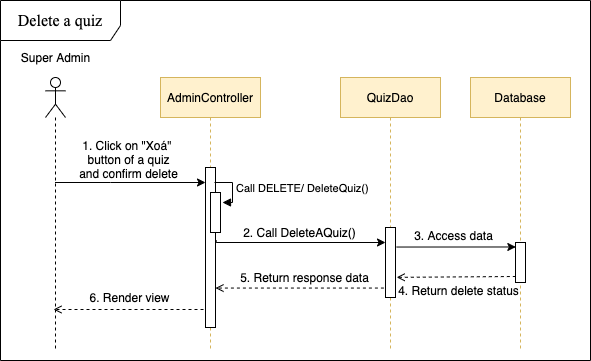 Delete a quiz
Super Admin
AdminController
QuizDao
Database
1. Click on "Xoá"
button of a quiz
and confirm delete
Call DELETE/ DeleteQuiz()
2. Call DeleteAQuiz()
3. Access data
4. Return delete status
5. Return response data
6. Render view